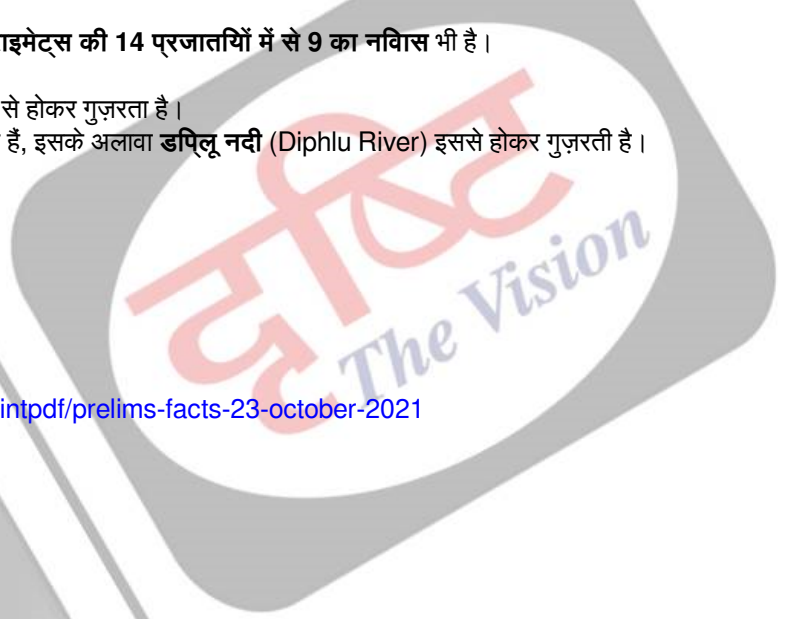 इमेट्स की 14 प्रजातियों में से 9 का निवास भी है।
से होकर गुज़रता है।
हैं, इसके अलावा डिप्लू नदी (Diphlu River) इससे होकर गुज़रती है।
दृष्टि
The Vision
intpdf/prelims-facts-23-october-2021